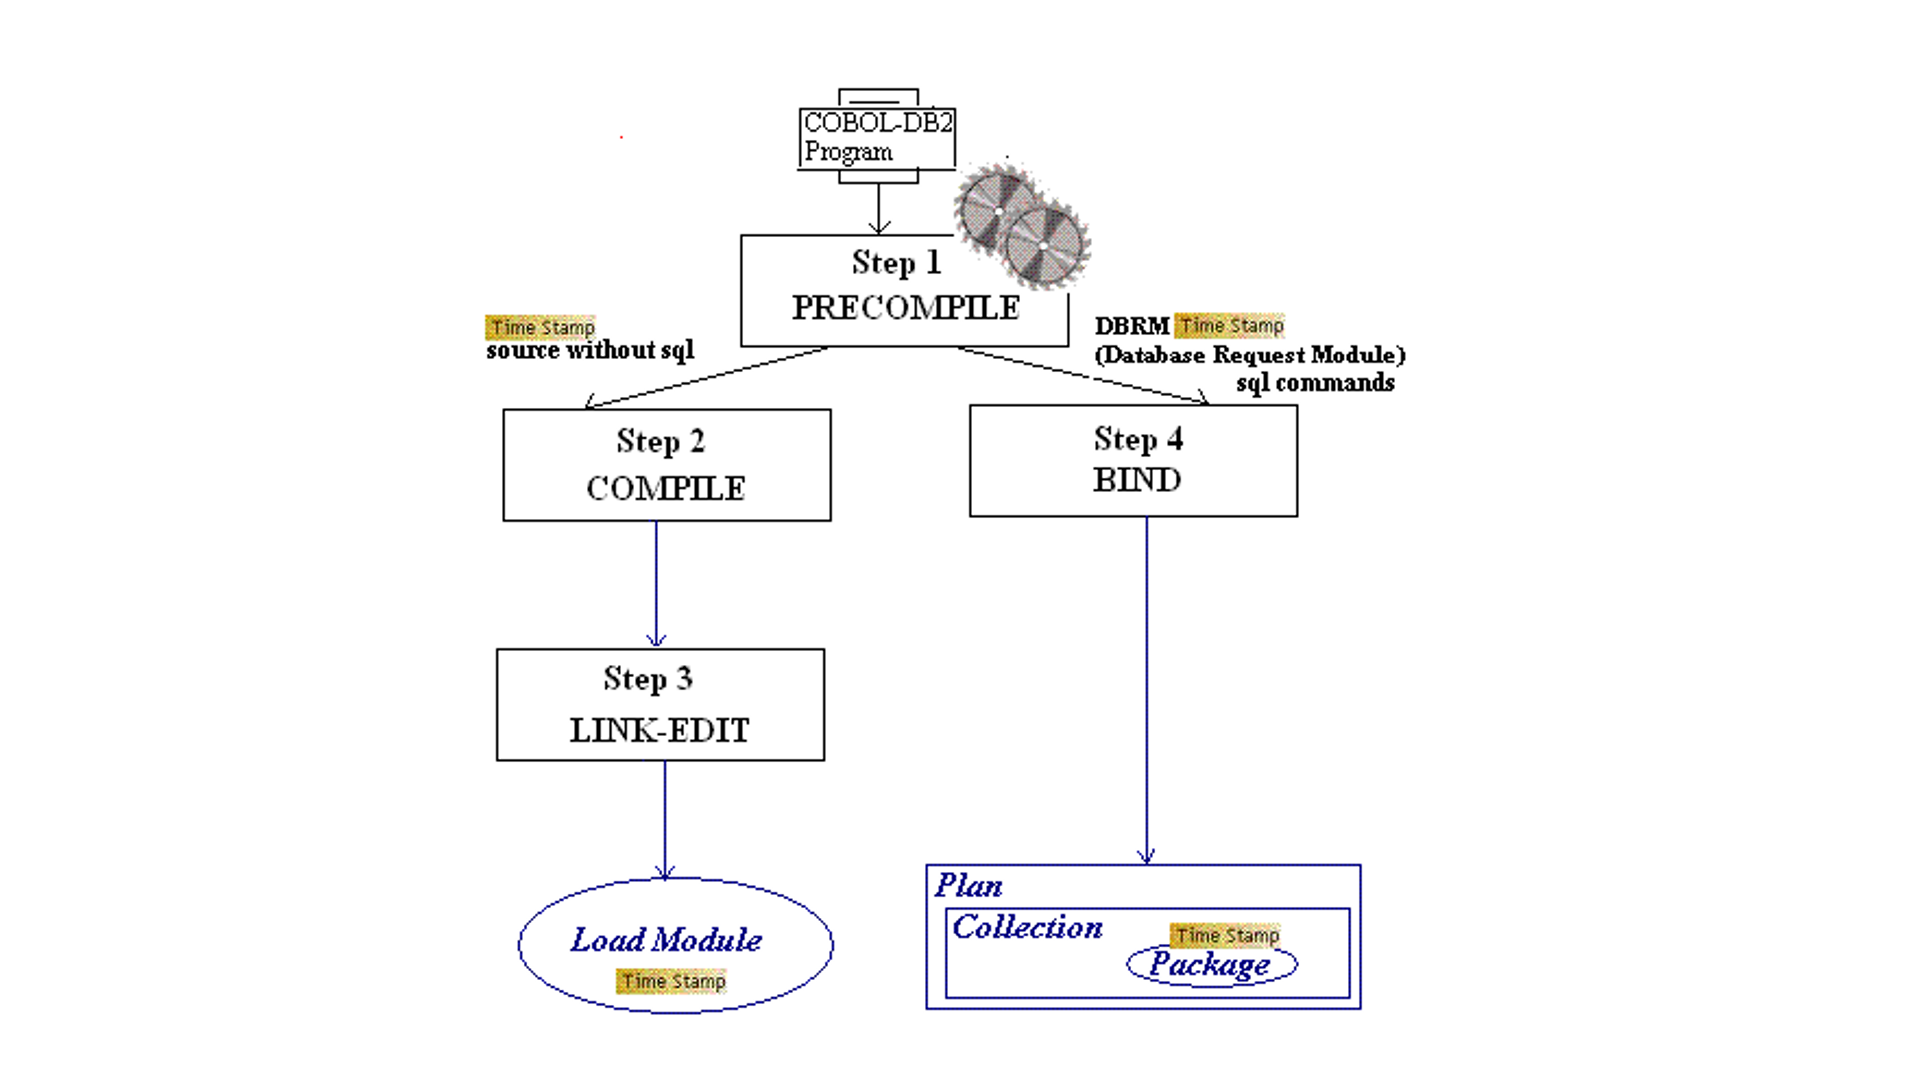 COBOL-DB2
Program
Step 1
PRECOMPILE
Time Stamp
source without sql
DBRM Time Stamp
(Database Request Module)
sql commands
Step 2
COMPILE
Step 4
BIND
Step 3
LINK-EDIT
Load Module
Time Stamp
Plan
Collection
Time Stamp
Package